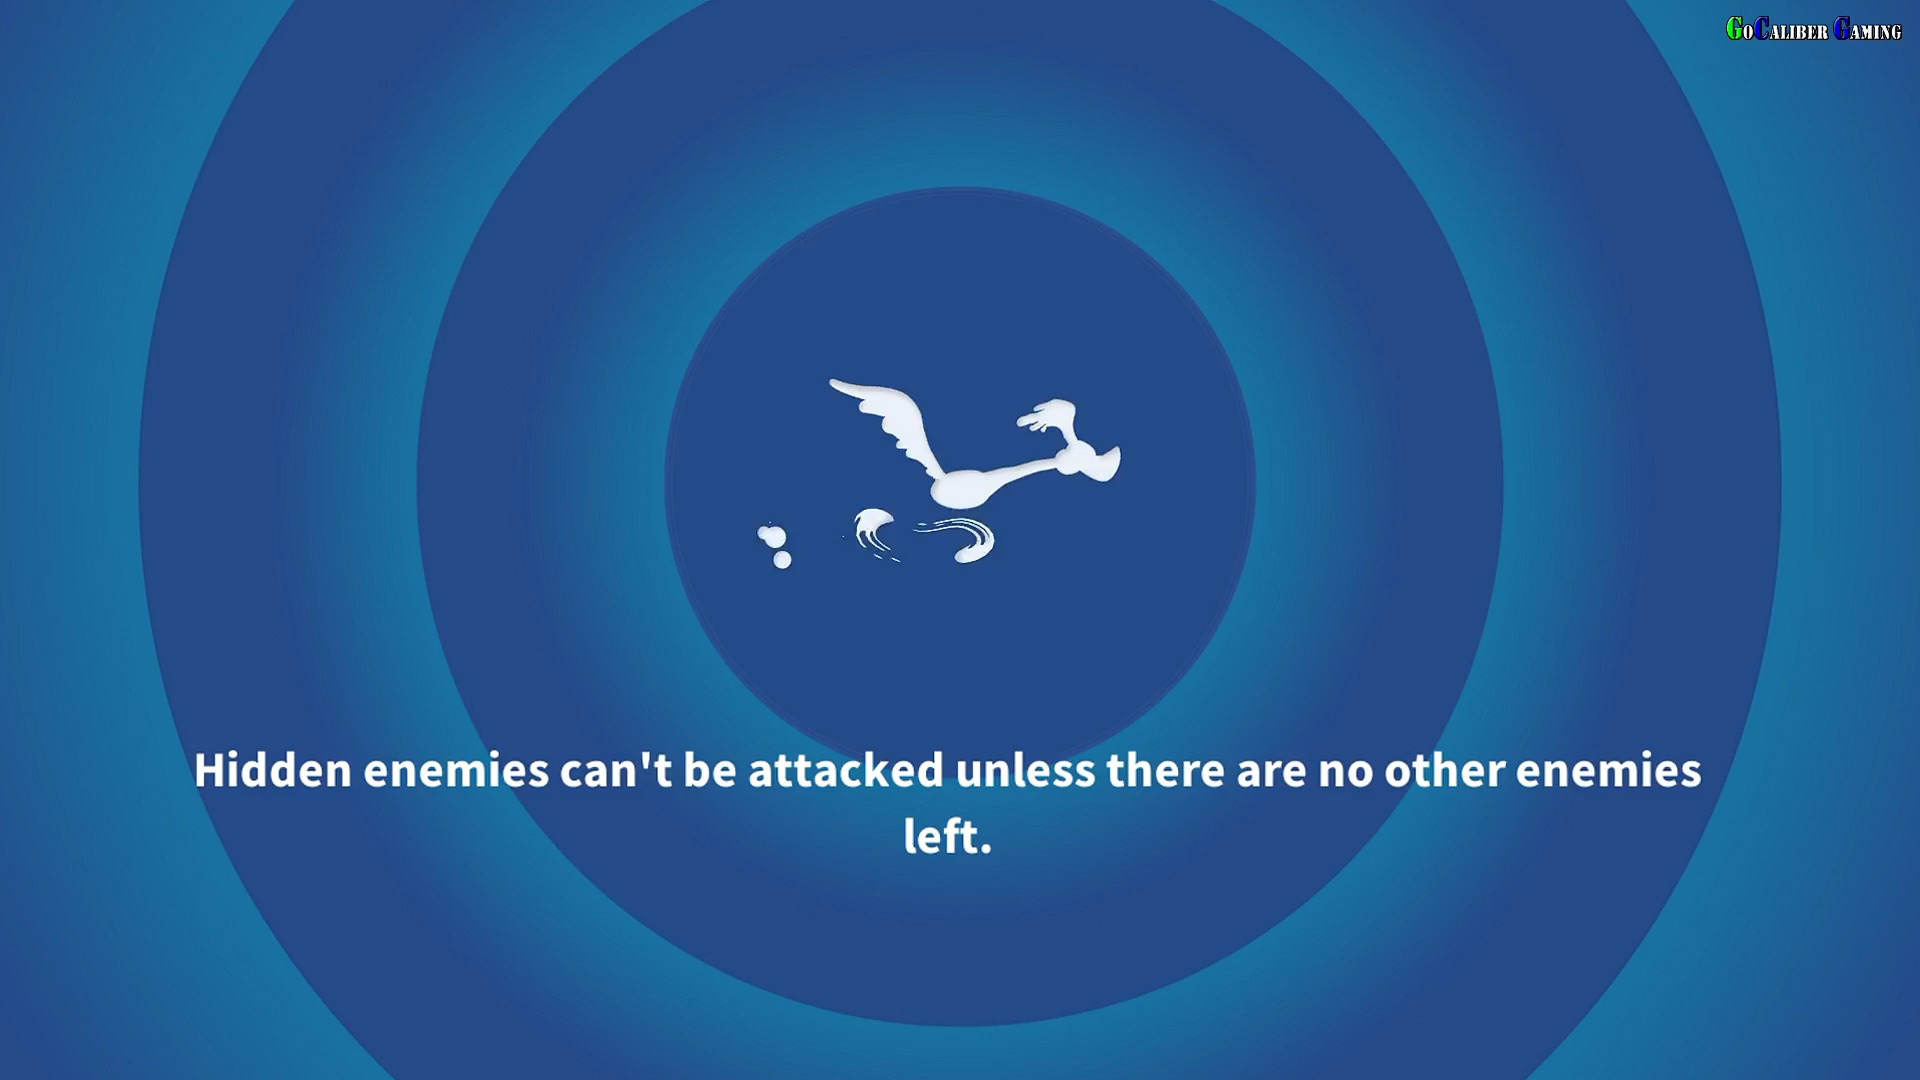 GoCaliber Gaming
Hidden enemies can't be attacked unless there are no other enemies
left.